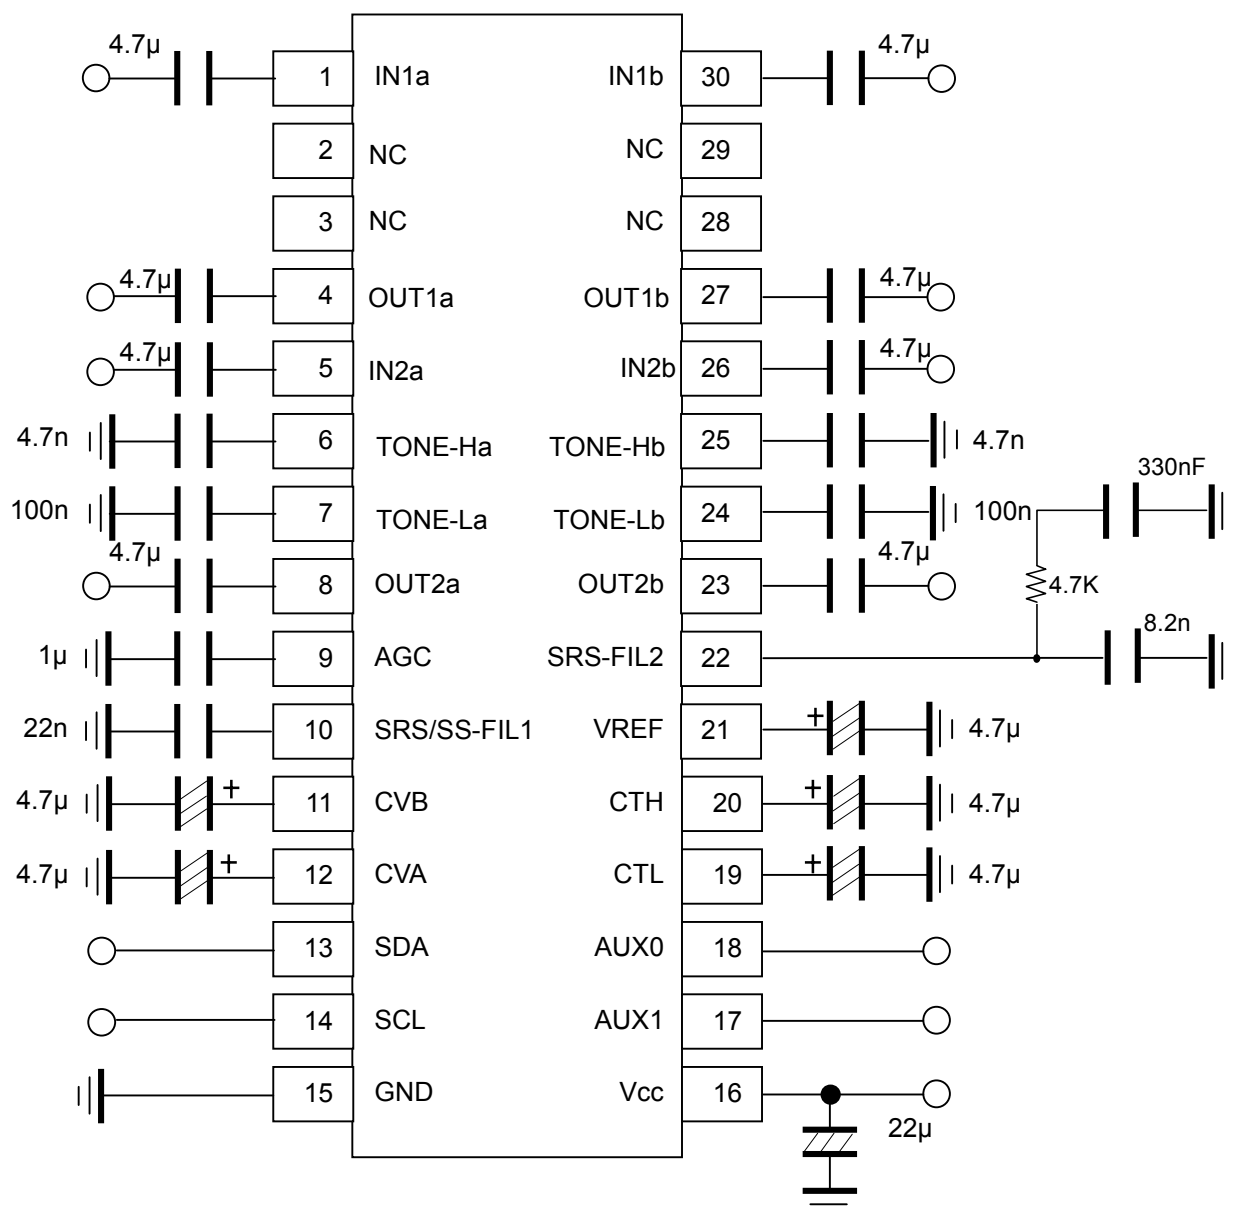 4.7µ 1 IN1a IN1b 30 4.7µ
2 NC NC 29
3 NC NC 28
4.7µ 4 OUT1a OUT1b 27 4.7µ
4.7µ 5 IN2a IN2b 26 4.7µ
4.7n 6 TONE-Ha TONE-Hb 25 4.7n
330nF
100n 7 TONE-La TONE-Lb 24 100n
4.7µ 8 OUT2a OUT2b 23 4.7µ
4.7K
8.2n
1µ 9 AGC SRS-FIL2 22
22n 10 SRS/SS-FIL1 VREF 21 + 4.7µ
4.7µ + 11 CVB CTH 20 + 4.7µ
4.7µ + 12 CVA CTL 19 + 4.7µ
13 SDA AUX0 18
14 SCL AUX1 17
15 GND Vcc 16
22µ